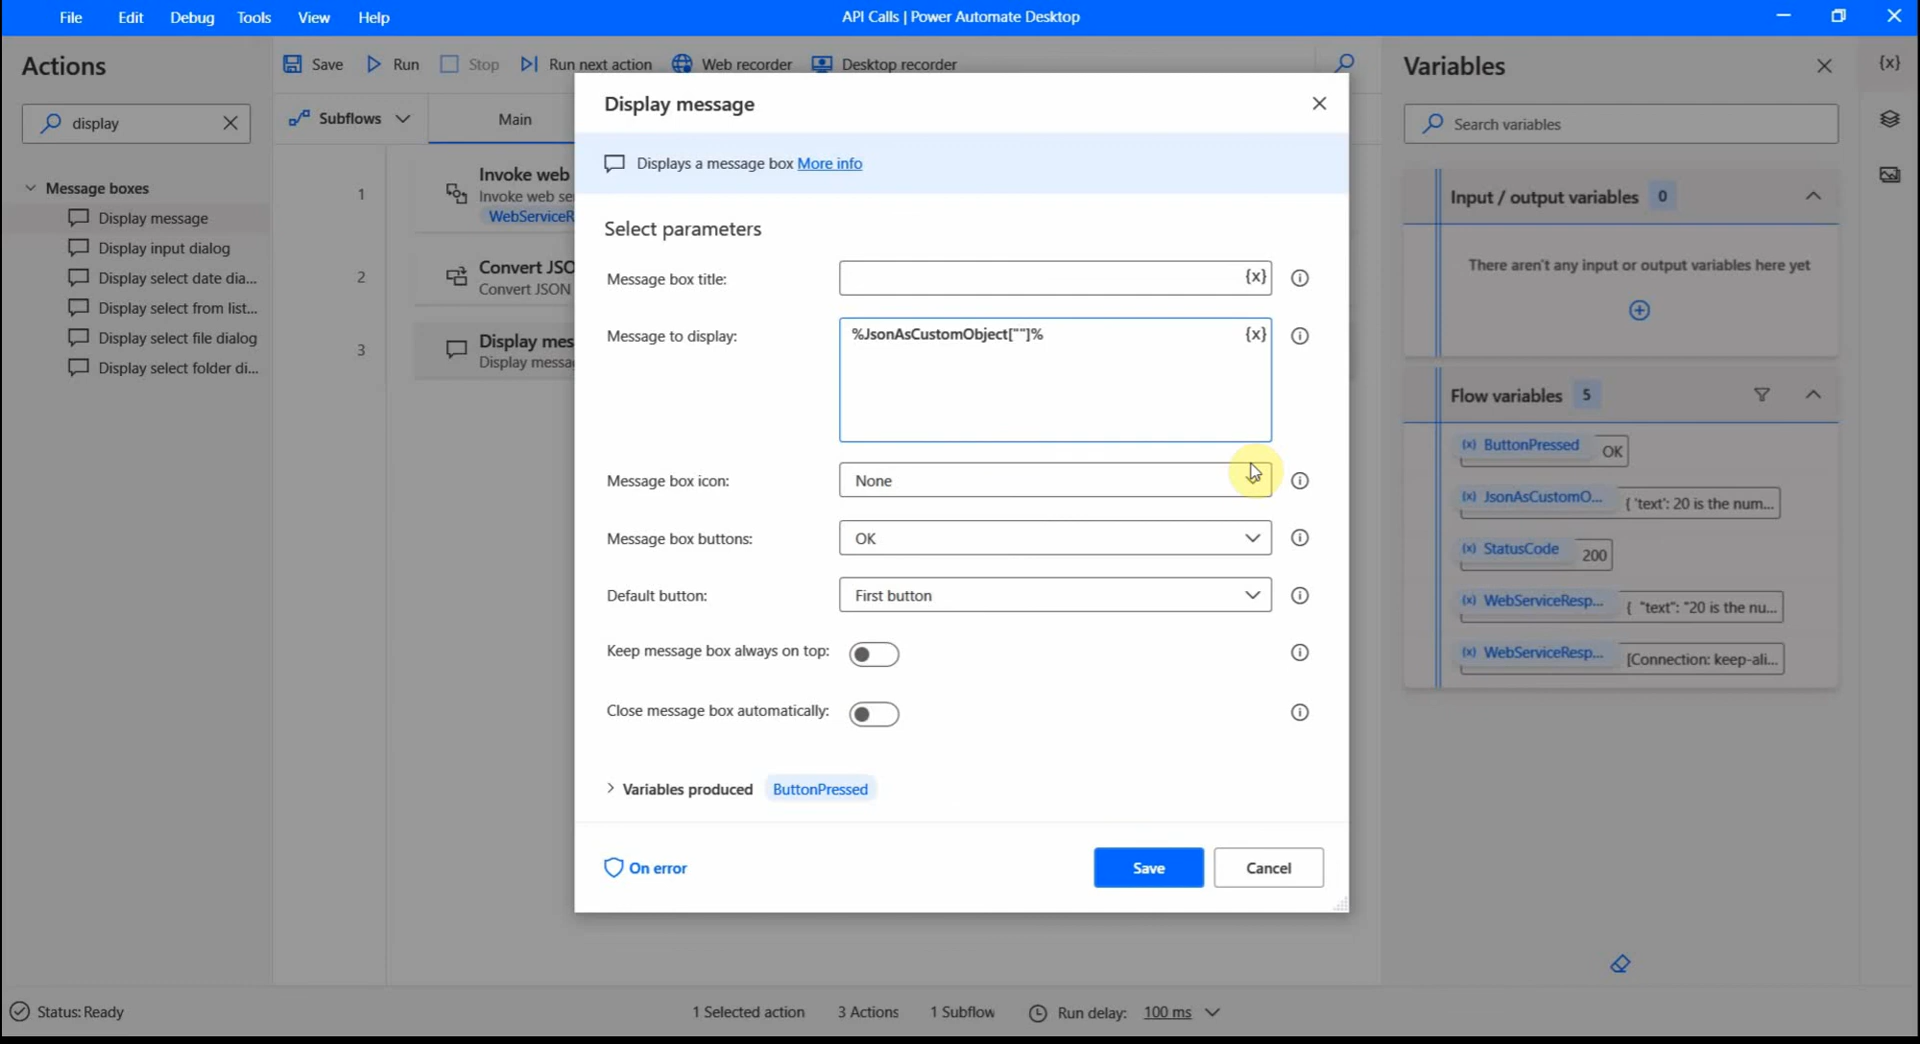 File Edit Debug Tools View Help API Calls | Power Automate Desktop
Actions
Save Run Stop Run next action Web recorder Desktop recorder
Variables
{x}
display
Subflows Main
Search variables
Message boxes
Display message
Display input dialog
Display select date dia...
Display select from list...
Display select file dialog
Display select folder di...
1 Invoke web
Invoke web se
WebServiceR
2 Convert JSO
Convert JSON
3 Display mes
Display messa
Display message
Displays a message box More info
Select parameters
Message box title: {x}
Message to display: %JsonAsCustomObject[""]% {x}
Message box icon: None
Message box buttons: OK
Default button: First button
Keep message box always on top:
Close message box automatically:
Variables produced ButtonPressed
On error Save Cancel
Input / output variables 0
There aren't any input or output variables here yet
Flow variables 5
{x} ButtonPressed OK
{x} JsonAsCustomO... { 'text': 20 is the num...
{x} StatusCode 200
{x} WebServiceResp... { "text": "20 is the nu...
{x} WebServiceResp... [Connection: keep-ali...
Status: Ready 1 Selected action 3 Actions 1 Subflow Run delay: 100 ms